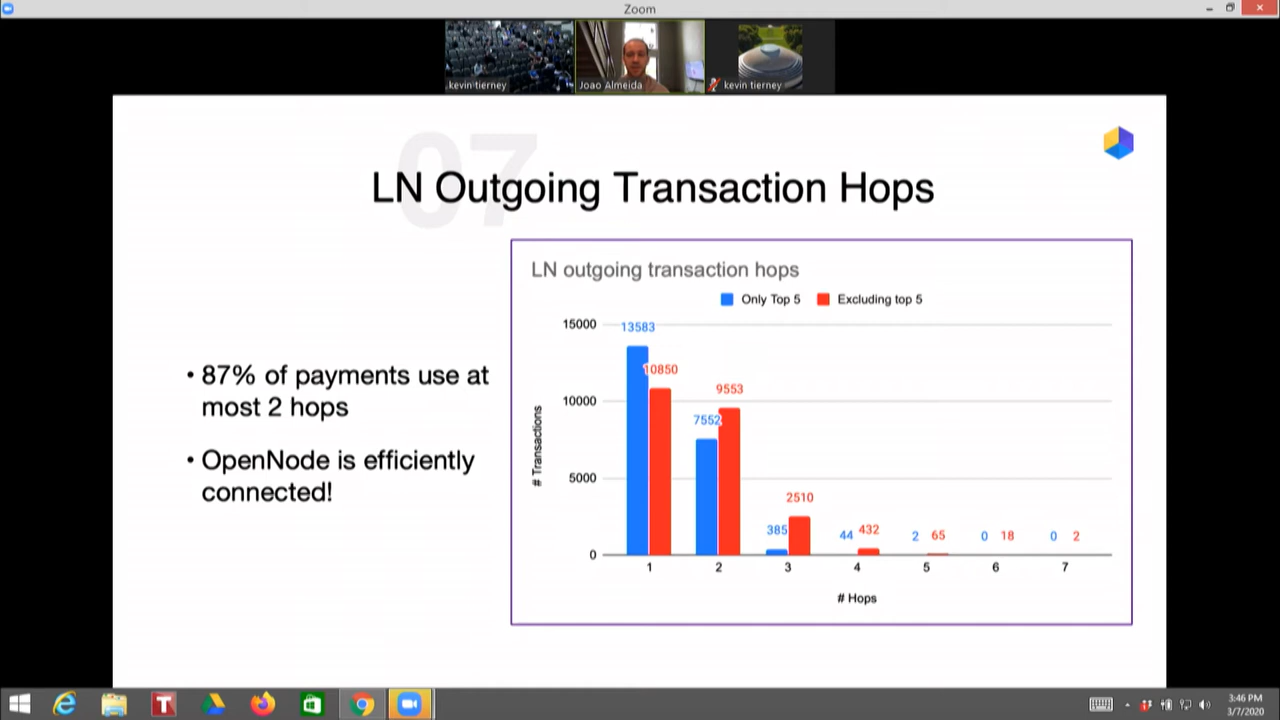 Zoom
kevin tierney
Joao Almeida
kevin tierney
07
LN Outgoing Transaction Hops
• 87% of payments use at
most 2 hops
• OpenNode is efficiently
connected!
LN outgoing transaction hops
Only Top 5 Excluding top 5
# Transactions
15000
10000
5000
0
13583
10850
7552
9553
385
2510
44
432
2
65
0
18
0
2
1 2 3 4 5 6 7
# Hops
T
3:46 PM
3/7/2020